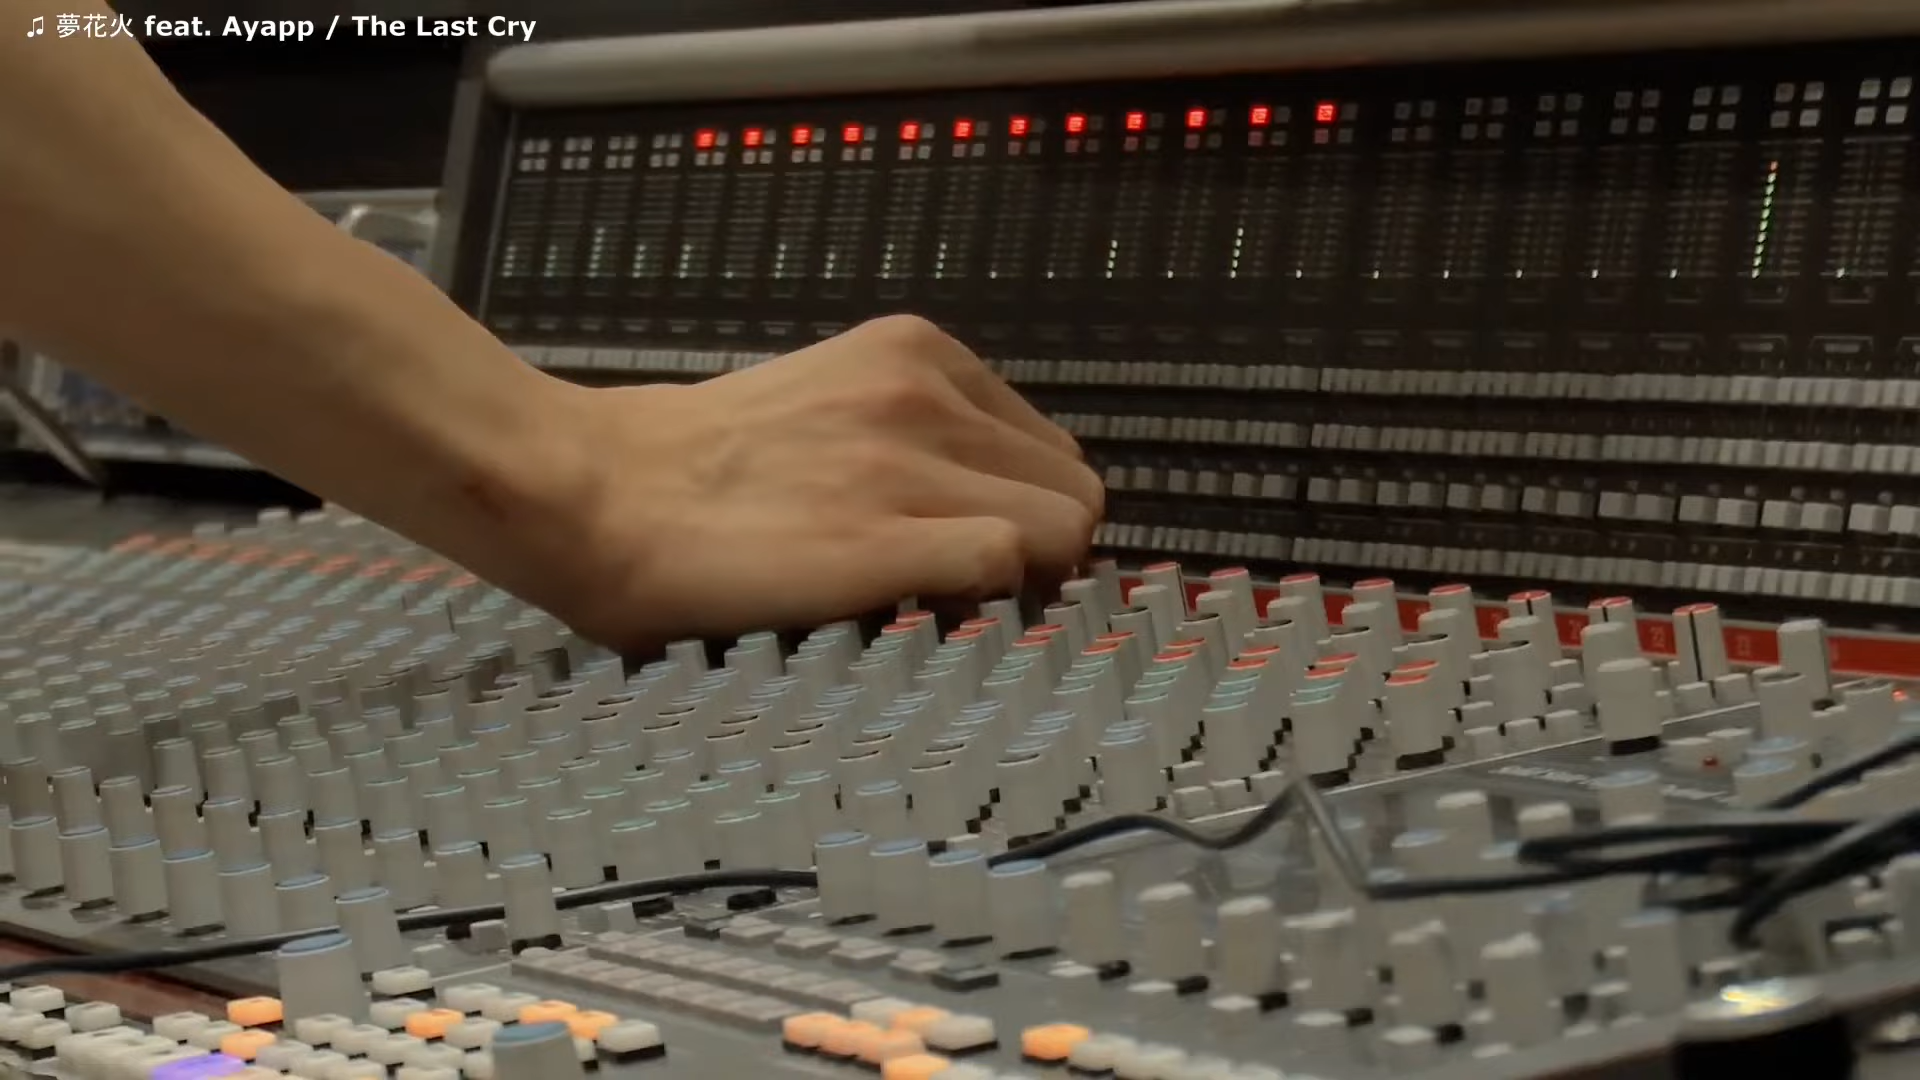 ♫ 夢花火 feat. Ayapp / The Last Cry